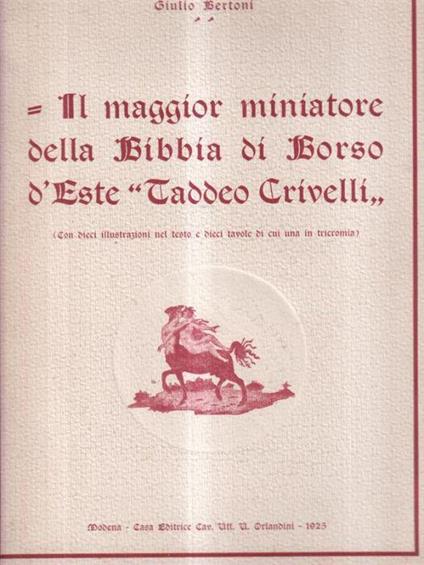 Giulio Bertoni
= Il maggior miniatore
della Bibbia di Borso
d'Este “Taddeo Crivelli„
(Con dieci illustrazioni nel testo e dieci tavole di cui una in tricromia)
Modena - Casa Editrice Cav. Uff. U. Orlandini - 1925